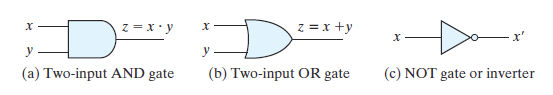 x
y
z = x · y
(a) Two-input AND gate
x
y
z = x +y
(b) Two-input OR gate
x
x′
(c) NOT gate or inverter